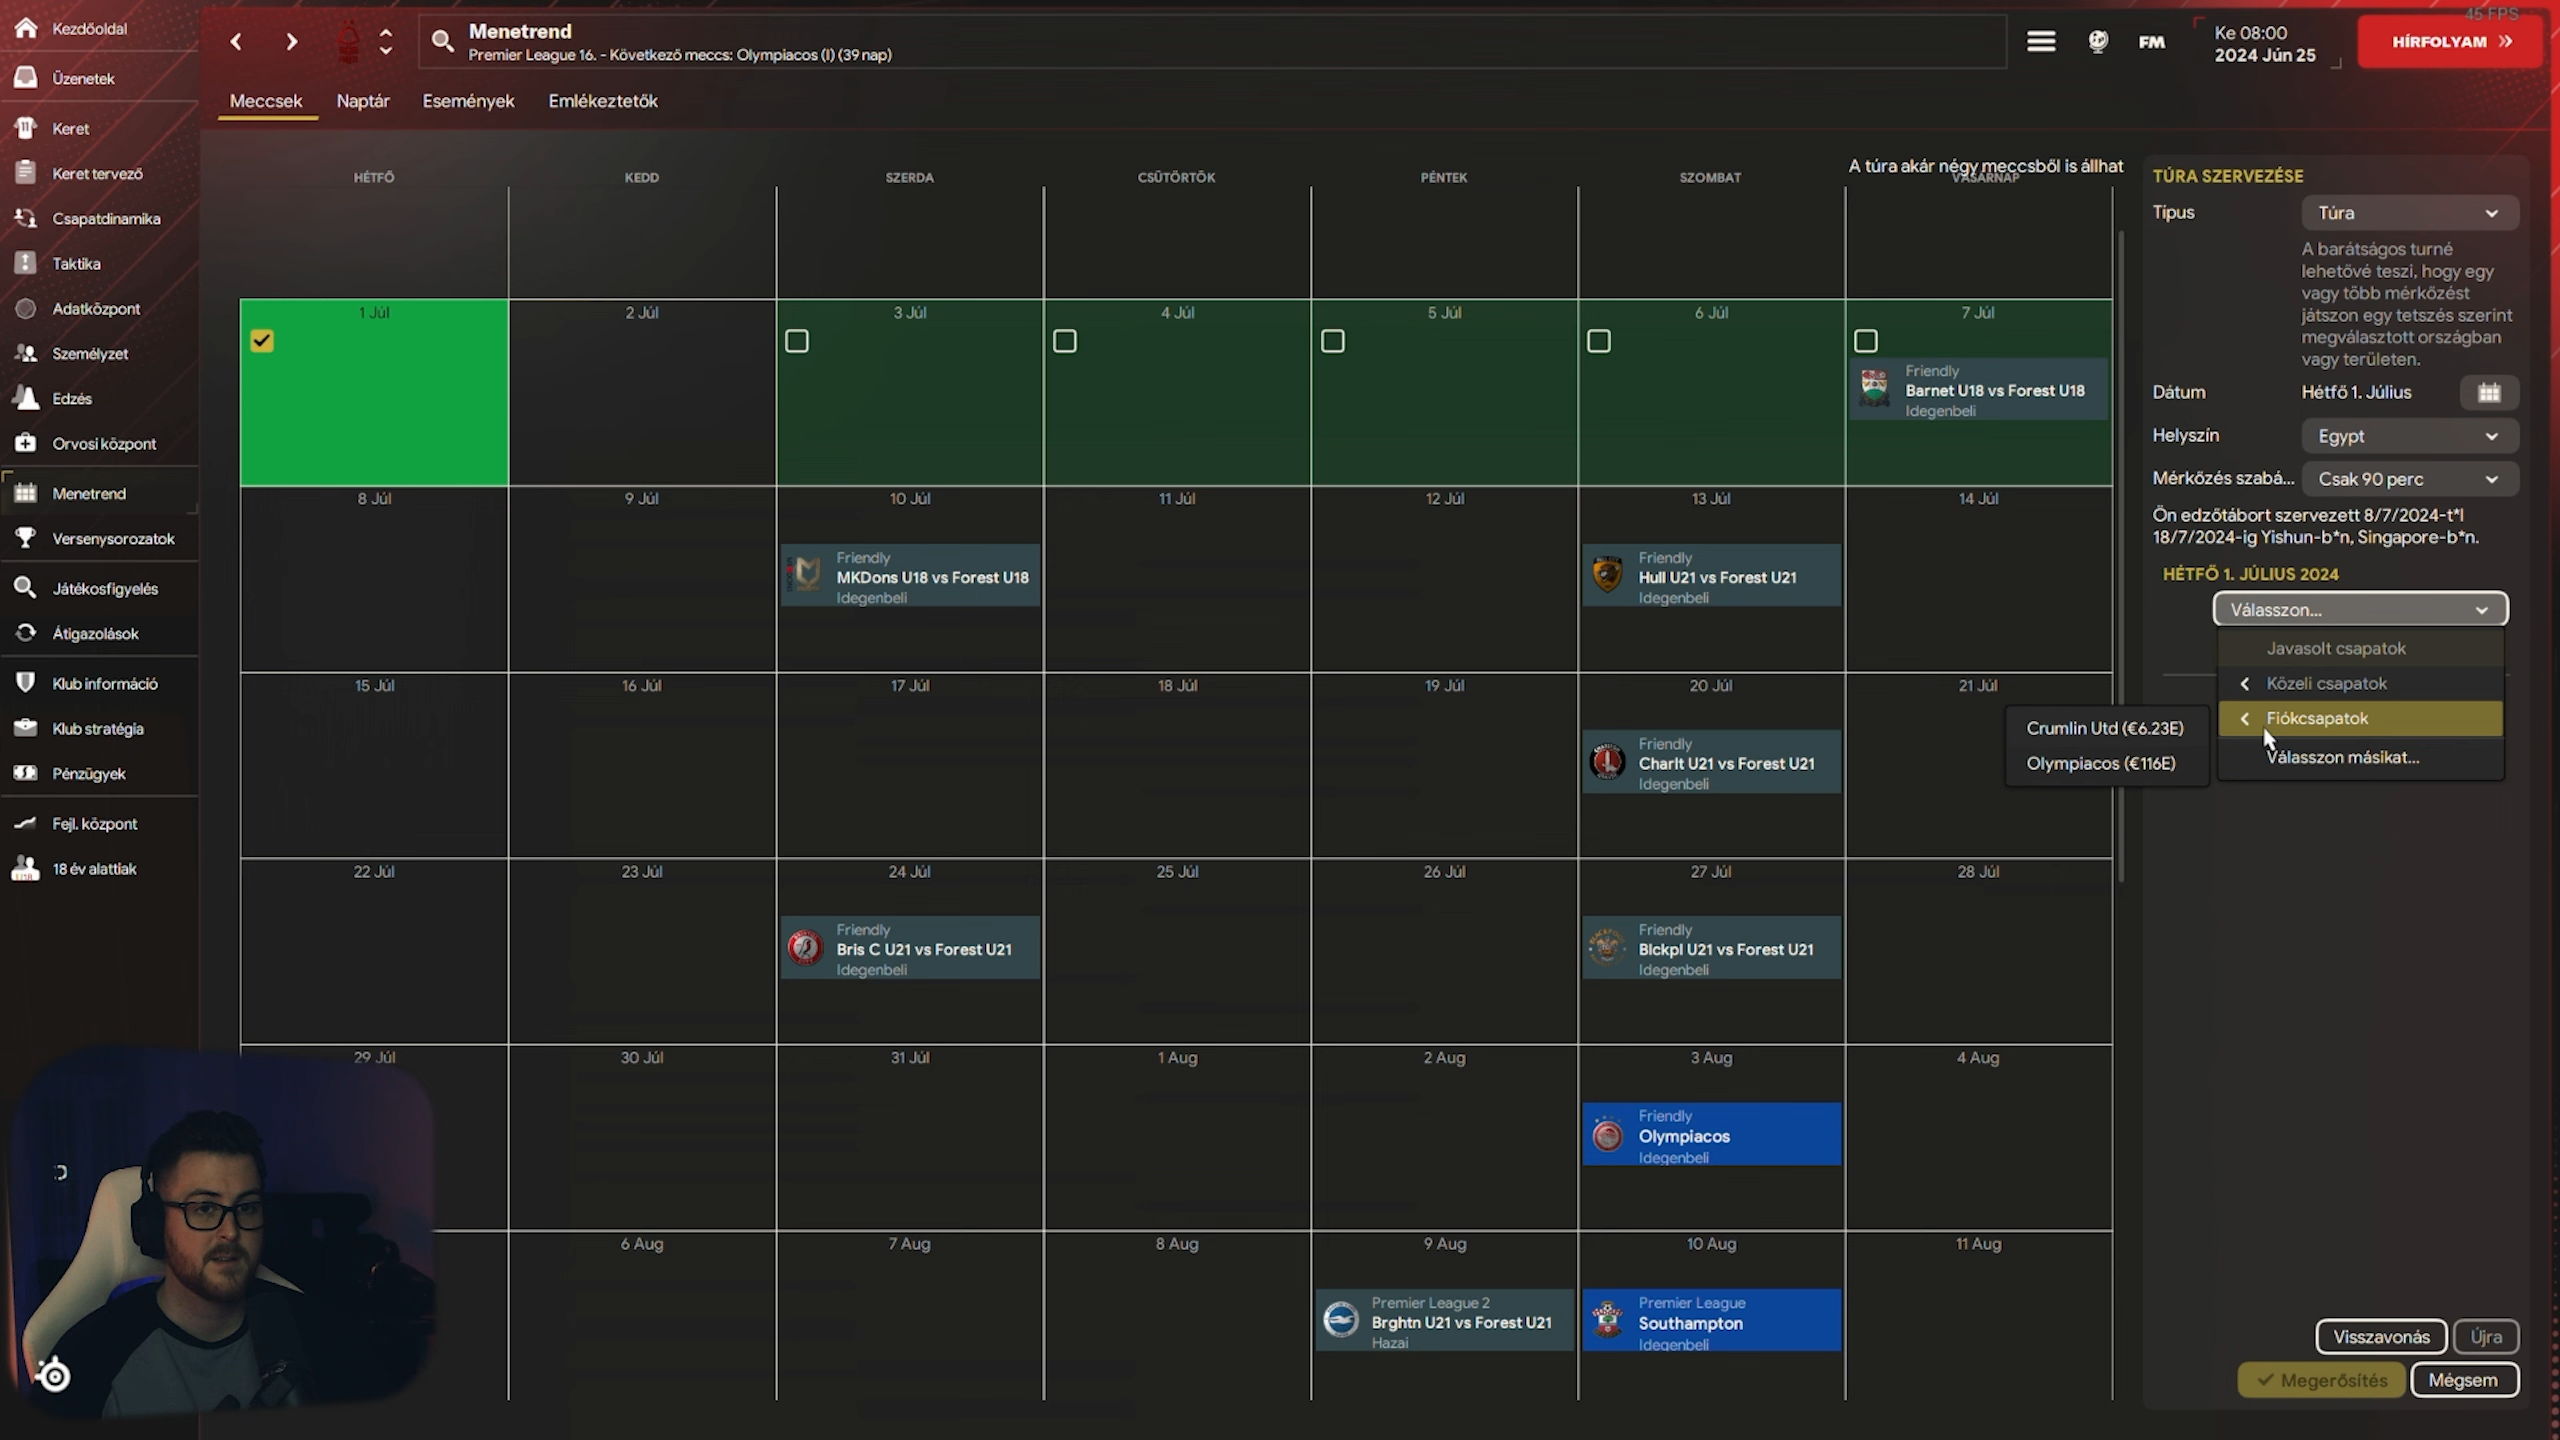 45 FPS
Kezdőoldal
Üzenetek
Keret
Keret tervező
Csapatdinamika
Taktika
Adatközpont
Személyzet
Edzés
Orvosi központ
Menetrend
Versenysorozatok
Játékosfigyelés
Átigazolások
Klub információ
Klub stratégia
Pénzügyek
Fejl. központ
18 év alattiak
Menetrend
Premier League 16. - Következő meccs: Olympiacos (I) (39 nap)
FM
Ke 08:00
2024 Jún 25
HÍRFOLYAM
Meccsek
Naptár
Események
Emlékeztetők
A túra akár négy meccsből is állhat
HÉTFŐ
KEDD
SZERDA
CSÜTÖRTÖK
PÉNTEK
SZOMBAT
VASÁRNAP
1 Júl
2 Júl
3 Júl
4 Júl
5 Júl
6 Júl
7 Júl
Friendly
Barnet U18 vs Forest U18
Idegenbeli
8 Júl
9 Júl
10 Júl
Friendly
MKDons U18 vs Forest U18
Idegenbeli
11 Júl
12 Júl
13 Júl
Friendly
Hull U21 vs Forest U21
Idegenbeli
14 Júl
15 Júl
16 Júl
17 Júl
18 Júl
19 Júl
20 Júl
Friendly
Charlt U21 vs Forest U21
Idegenbeli
21 Júl
22 Júl
23 Júl
24 Júl
Friendly
Bris C U21 vs Forest U21
Idegenbeli
25 Júl
26 Júl
27 Júl
Friendly
Blckpl U21 vs Forest U21
Idegenbeli
28 Júl
29 Júl
30 Júl
31 Júl
1 Aug
2 Aug
3 Aug
Friendly
Olympiacos
Idegenbeli
4 Aug
6 Aug
7 Aug
8 Aug
9 Aug
Premier League 2
Brghtn U21 vs Forest U21
Hazai
10 Aug
Premier League
Southampton
Idegenbeli
11 Aug
TÚRA SZERVEZÉSE
Típus
Túra
A barátságos turné
lehetővé teszi, hogy egy
vagy több mérkőzést
játszon egy tetszés szerint
megválasztott országban
vagy területen.
Dátum
Hétfő 1. Július
Helyszín
Egypt
Mérkőzés szabá...
Csak 90 perc
Ön edzőtábort szervezett 8/7/2024-t*l
18/7/2024-ig Yishun-b*n, Singapore-b*n.
HÉTFŐ 1. JÚLIUS 2024
Válasszon...
Javasolt csapatok
Közeli csapatok
Fiókcsapatok
Válasszon másikat...
Crumlin Utd (€6.23E)
Olympiacos (€116E)
Visszavonás
Újra
Megerősítés
Mégsem